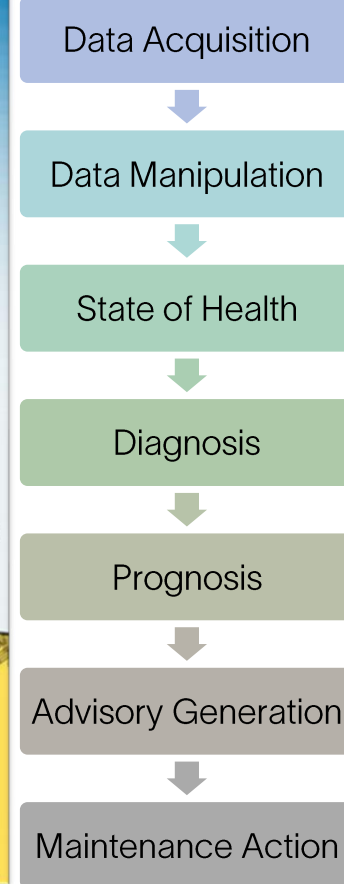 Data Acquisition
Data Manipulation
State of Health
Diagnosis
Prognosis
Advisory Generation
Maintenance Action